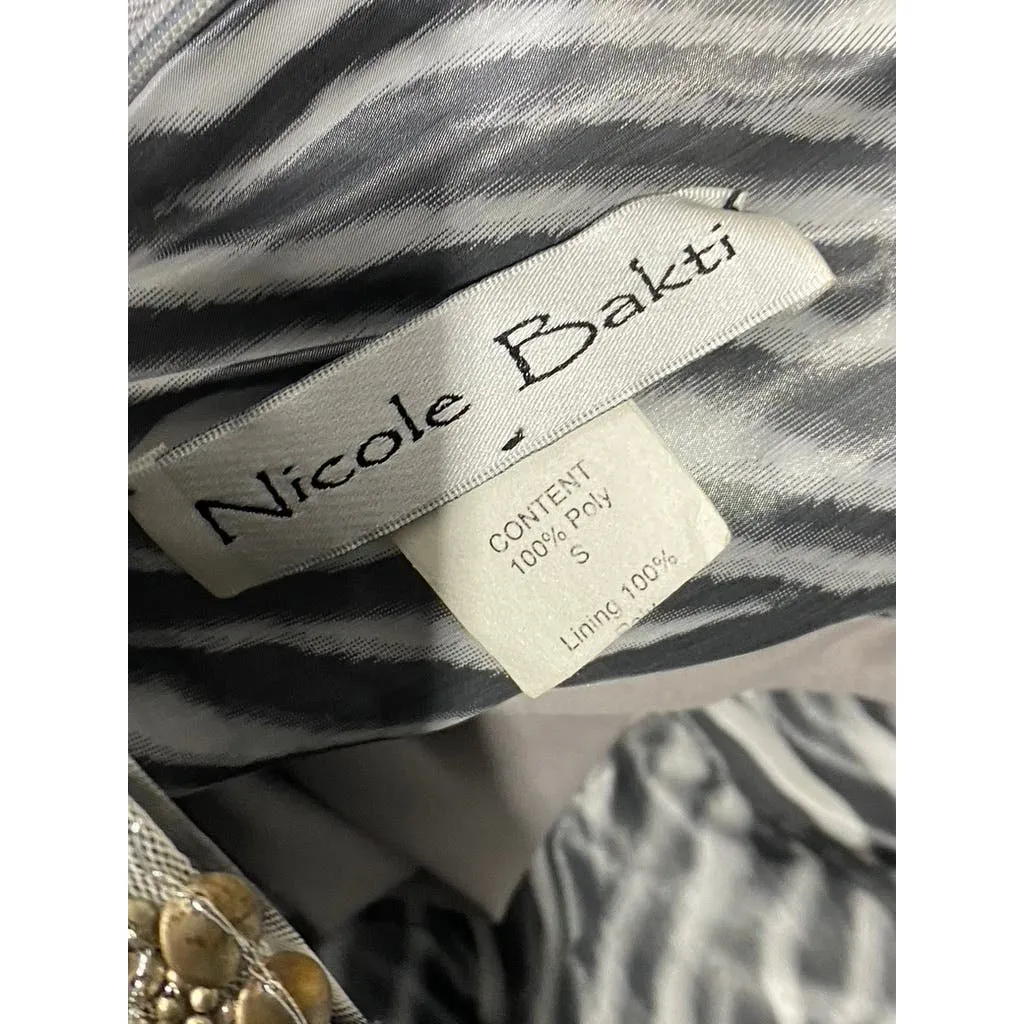 Nicole Bakti
CONTENT
100% Poly
S
Lining 100%